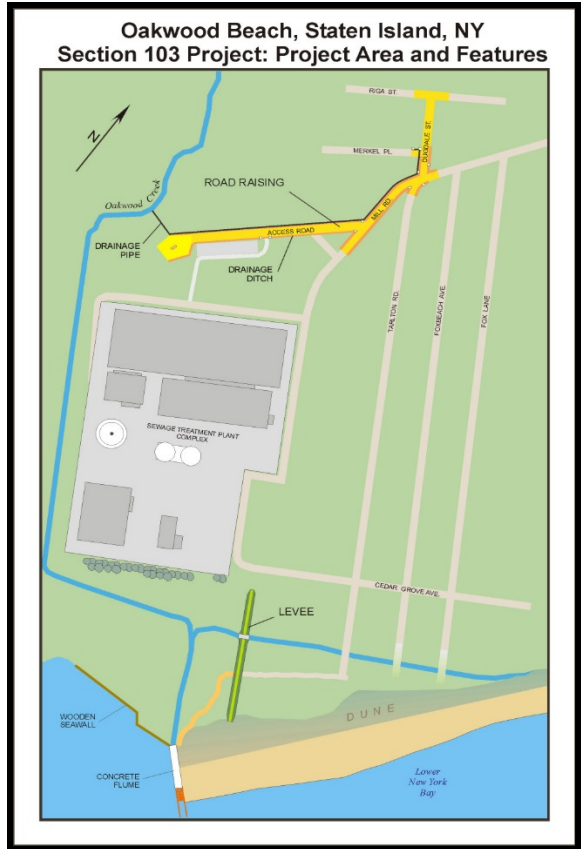 Oakwood Beach, Staten Island, NY
Section 103 Project: Project Area and Features
N
RIGA ST.
MERKEL PL.
DUGDALE ST.
Oakwood
Creek
ROAD RAISING
MILL RD.
ACCESS ROAD
DRAINAGE
PIPE
DRAINAGE
DITCH
TARLTON RD.
FOXBEACH AVE.
FOX LANE
SEWAGE TREATMENT PLANT
COMPLEX
CEDAR GROVE AVE.
LEVEE
WOODEN
SEAWALL
DUNE
CONCRETE
FLUME
Lower
New York
Bay